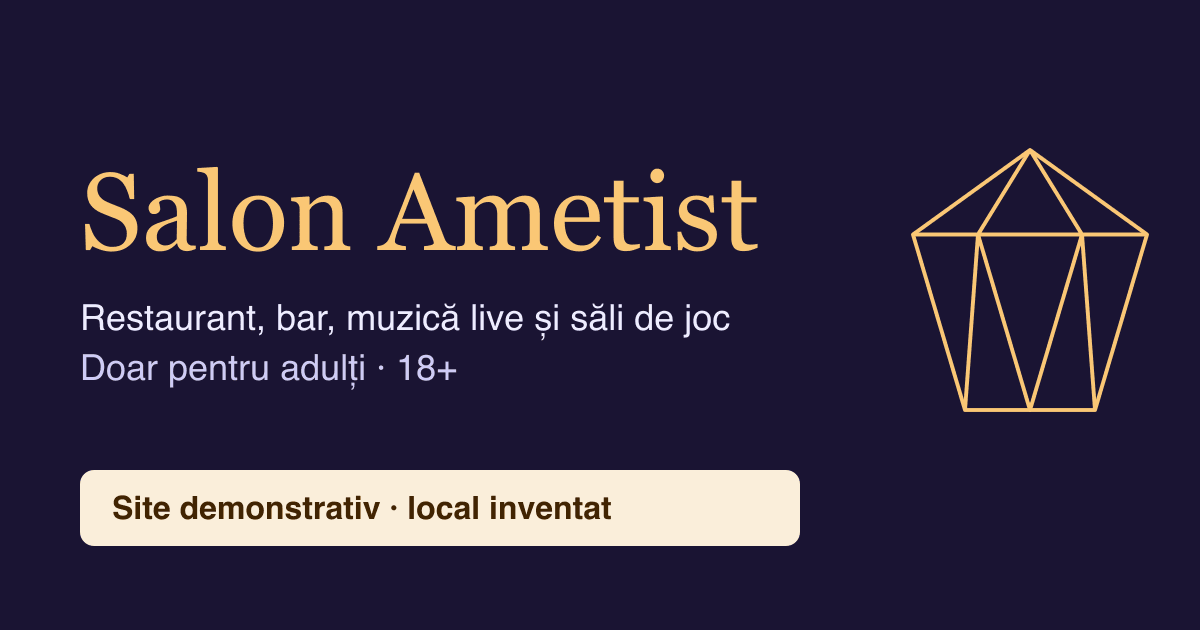 Salon Ametist
Restaurant, bar, muzică live și săli de joc
Doar pentru adulți · 18+
Site demonstrativ · local inventat